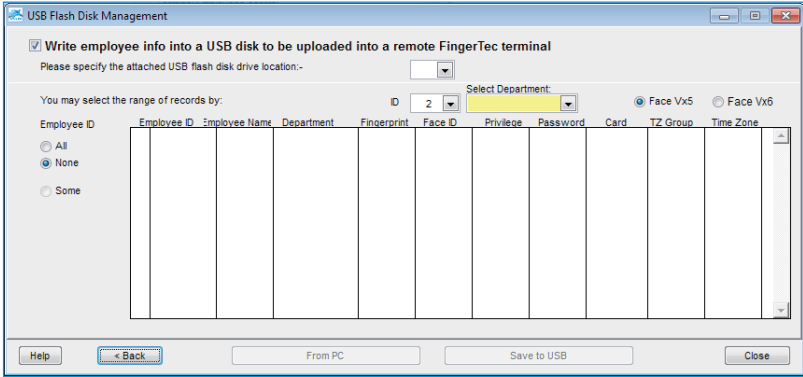 USB Flash Disk Management
Write employee info into a USB disk to be uploaded into a remote FingerTec terminal
Please specify the attached USB flash disk drive location:-
Select Department:
You may select the range of records by:
ID
2
Face Vx5
Face Vx6
Employee ID
Employee ID
Employee Name
Department
Fingerprint
Face ID
Privilege
Password
Card
TZ Group
Time Zone
All
None
Some
Help
< Back
From PC
Save to USB
Close